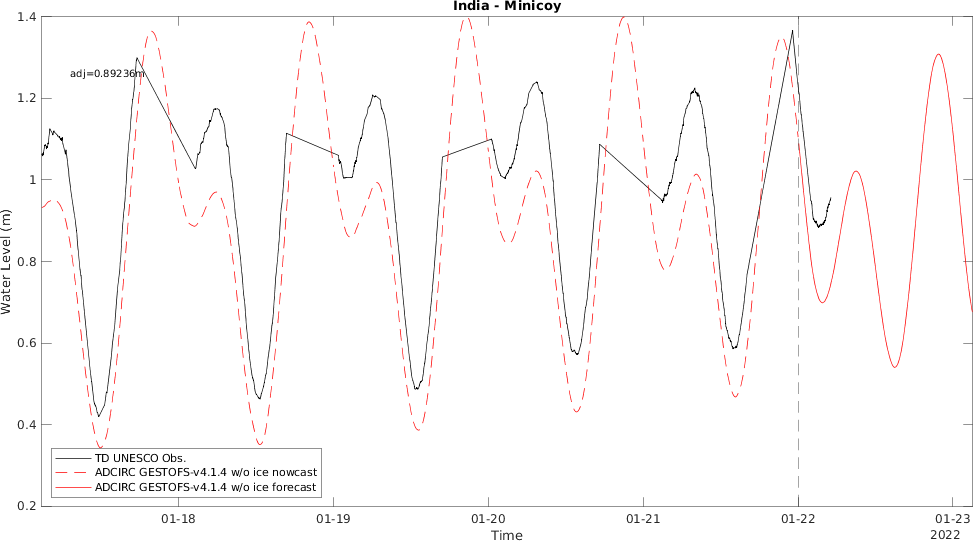 India - Minicoy
1.4
1.2
1
0.8
0.6
0.4
0.2
Water Level (m)
adj=0.89236m
TD UNESCO Obs.
ADCIRC GESTOFS-v4.1.4 w/o ice nowcast
ADCIRC GESTOFS-v4.1.4 w/o ice forecast
01-18
01-19
01-20
01-21
01-22
01-23
Time
2022